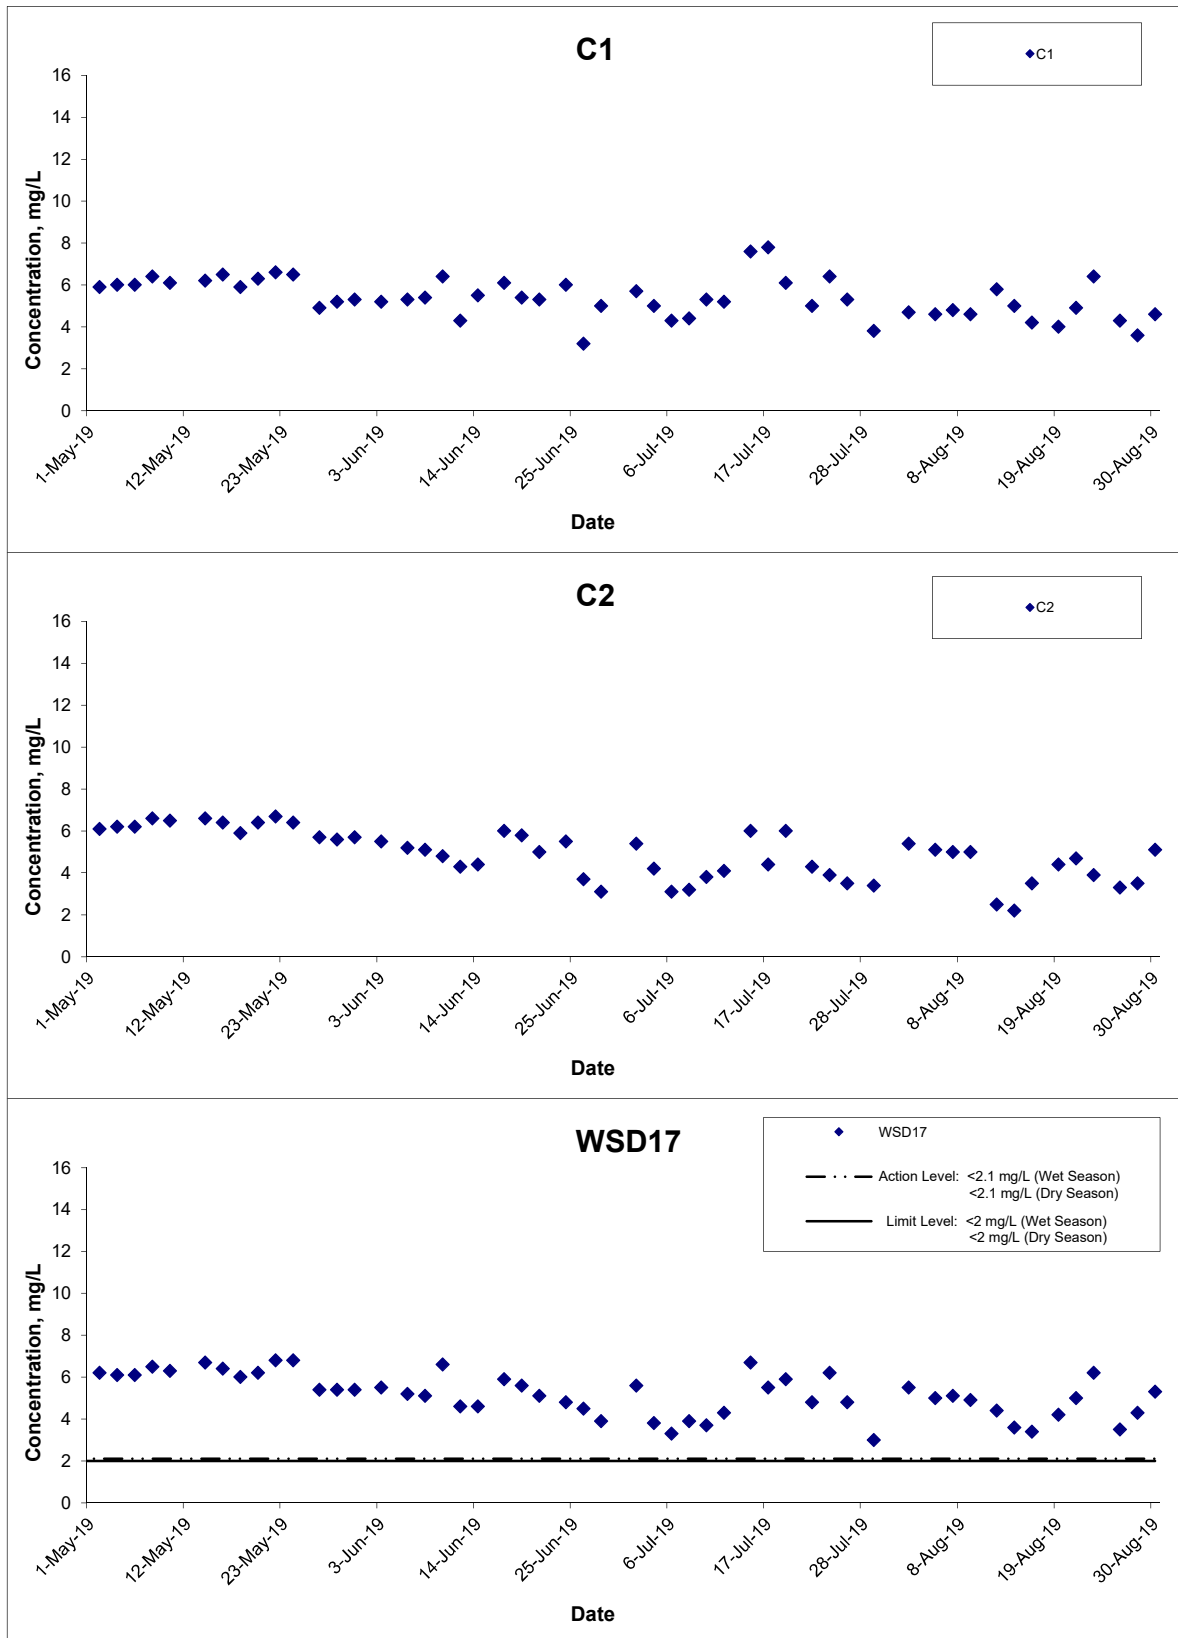 C1
C1
16
14
12
10
8
6
4
2
0
Concentration, mg/L
1-May-19
12-May-19
23-May-19
3-Jun-19
14-Jun-19
25-Jun-19
6-Jul-19
17-Jul-19
28-Jul-19
8-Aug-19
19-Aug-19
30-Aug-19
Date
C2
C2
16
14
12
10
8
6
4
2
0
Concentration, mg/L
1-May-19
12-May-19
23-May-19
3-Jun-19
14-Jun-19
25-Jun-19
6-Jul-19
17-Jul-19
28-Jul-19
8-Aug-19
19-Aug-19
30-Aug-19
Date
WSD17
WSD17
Action Level: <2.1 mg/L (Wet Season)
<2.1 mg/L (Dry Season)
Limit Level: <2 mg/L (Wet Season)
<2 mg/L (Dry Season)
16
14
12
10
8
6
4
2
0
Concentration, mg/L
1-May-19
12-May-19
23-May-19
3-Jun-19
14-Jun-19
25-Jun-19
6-Jul-19
17-Jul-19
28-Jul-19
8-Aug-19
19-Aug-19
30-Aug-19
Date